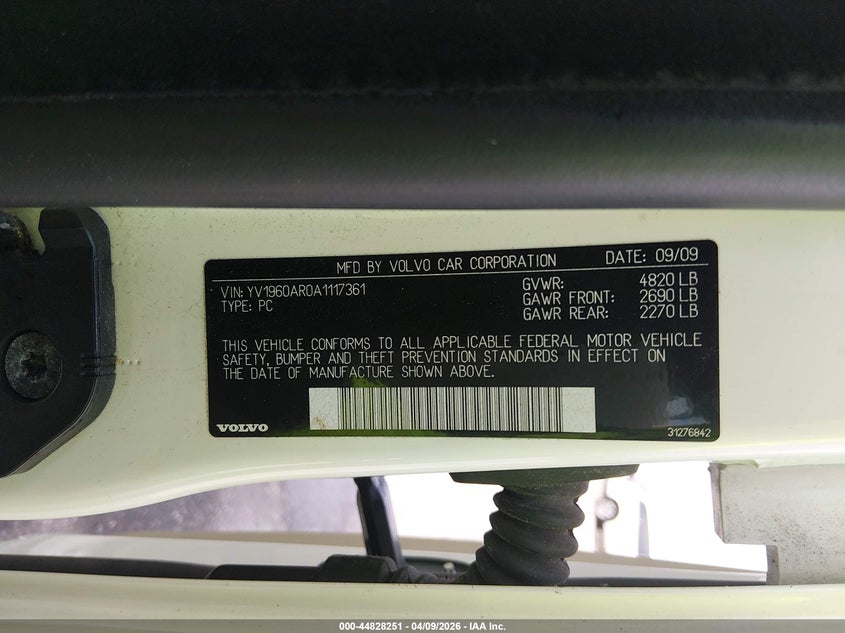 MFD BY VOLVO CAR CORPORATION DATE: 09/09
VIN: YV1960AR0A1117361 GVWR: 4820 LB
TYPE: PC GAWR FRONT: 2690 LB
GAWR REAR: 2270 LB
THIS VEHICLE CONFORMS TO ALL APPLICABLE FEDERAL MOTOR VEHICLE
SAFETY, BUMPER AND THEFT PREVENTION STANDARDS IN EFFECT ON
THE DATE OF MANUFACTURE SHOWN ABOVE.
VOLVO 31276842
000-44828251 | 04/09/2026 - IAA Inc.